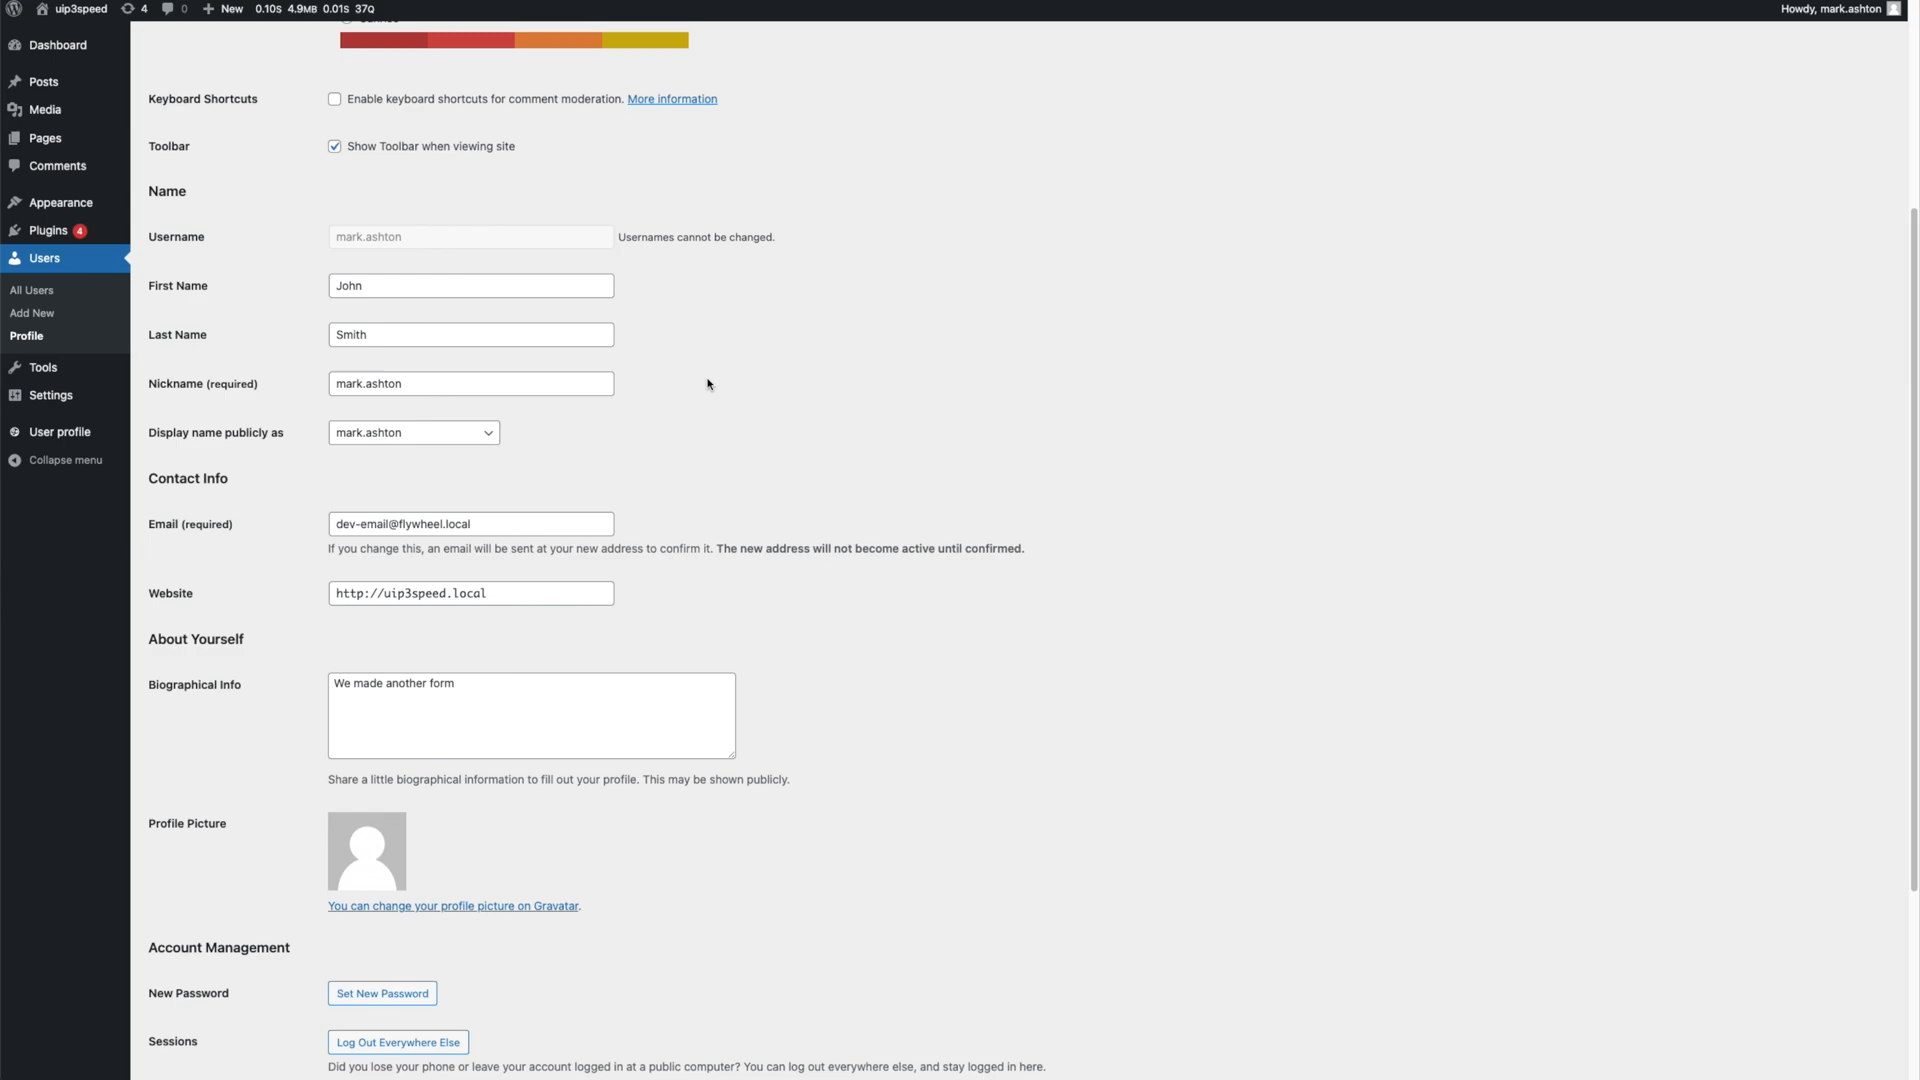 uip3speed 4 0 New 0.10S 4.9MB 0.01S 37Q Howdy, mark.ashton
Dashboard
Posts
Media
Pages
Comments
Appearance
Plugins 4
Users
All Users
Add New
Profile
Tools
Settings
User profile
Collapse menu
Keyboard Shortcuts Enable keyboard shortcuts for comment moderation. More information
Toolbar Show Toolbar when viewing site
Name
Username mark.ashton Usernames cannot be changed.
First Name John
Last Name Smith
Nickname (required) mark.ashton
Display name publicly as mark.ashton
Contact Info
Email (required) dev-email@flywheel.local
If you change this, an email will be sent at your new address to confirm it. The new address will not become active until confirmed.
Website http://uip3speed.local
About Yourself
Biographical Info We made another form
Share a little biographical information to fill out your profile. This may be shown publicly.
Profile Picture
You can change your profile picture on Gravatar.
Account Management
New Password Set New Password
Sessions Log Out Everywhere Else
Did you lose your phone or leave your account logged in at a public computer? You can log out everywhere else, and stay logged in here.